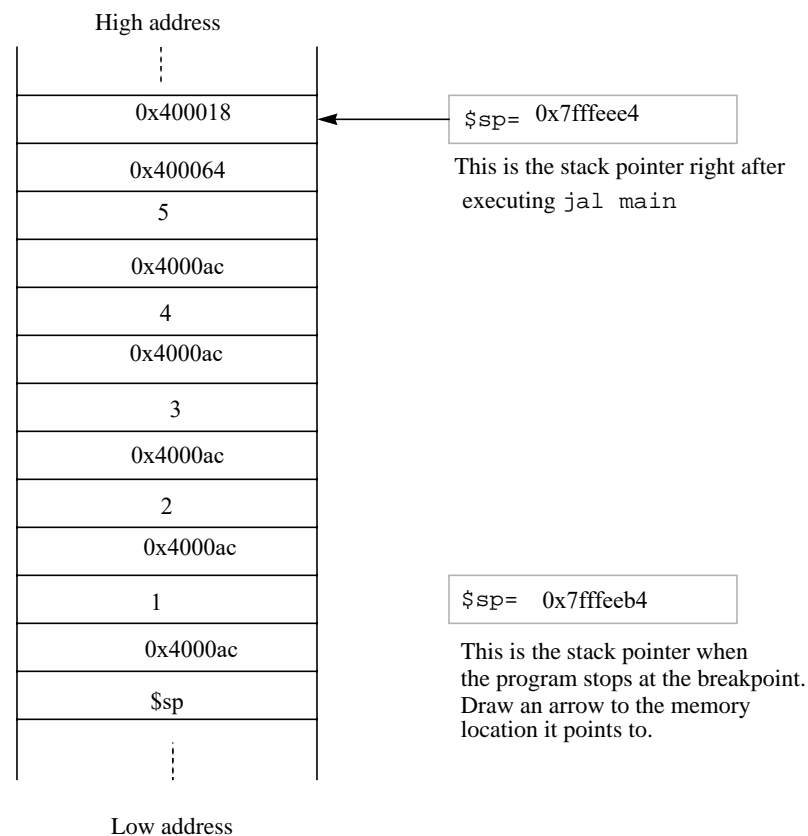 High address
0x400018
$sp= 0x7fffeee4
0x400064
This is the stack pointer right after
executing jal main
5
0x4000ac
4
0x4000ac
3
0x4000ac
2
0x4000ac
1
$sp= 0x7fffeeb4
0x4000ac
This is the stack pointer when
the program stops at the breakpoint.
Draw an arrow to the memory
location it points to.
$sp
Low address